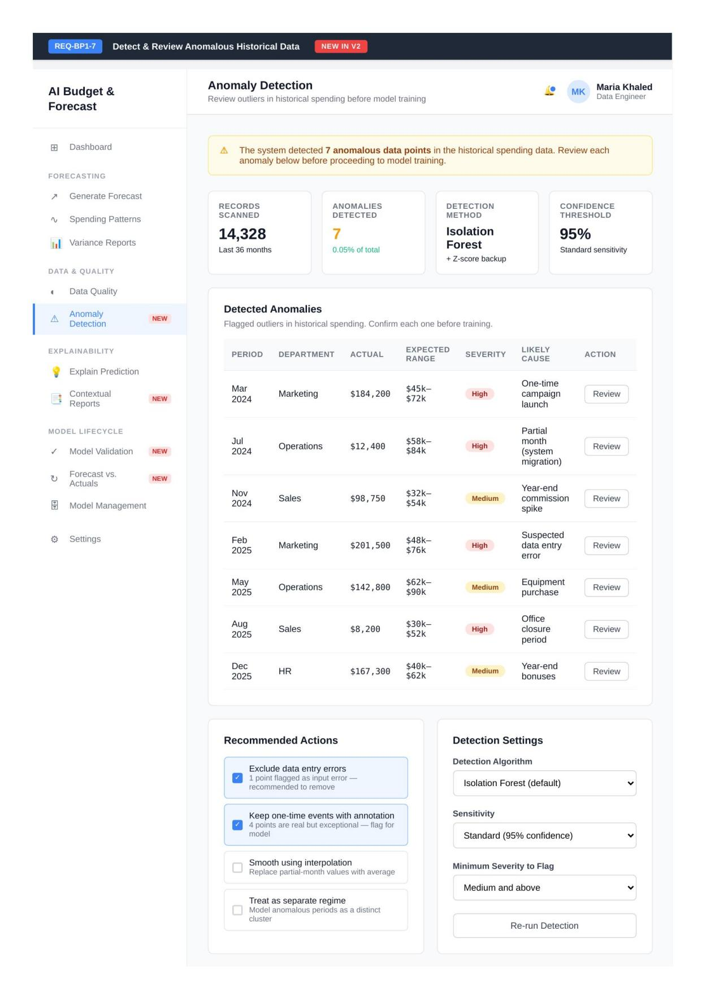 REQ-BP1-7 Detect & Review Anomalous Historical Data NEW IN V2
AI Budget &
Forecast
Dashboard
FORECASTING
Generate Forecast
Spending Patterns
Variance Reports
DATA & QUALITY
Data Quality
Anomaly
Detection
NEW
EXPLAINABILITY
Explain Prediction
Contextual
Reports
NEW
MODEL LIFECYCLE
Model Validation NEW
Forecast vs.
Actuals
NEW
Model Management
Settings
Anomaly Detection
Review outliers in historical spending before model training
MK
Maria Khaled
Data Engineer
The system detected 7 anomalous data points in the historical spending data. Review each
anomaly below before proceeding to model training.
RECORDS
SCANNED
14,328
Last 36 months
ANOMALIES
DETECTED
7
0.05% of total
DETECTION
METHOD
Isolation
Forest
+ Z-score backup
CONFIDENCE
THRESHOLD
95%
Standard sensitivity
Detected Anomalies
Flagged outliers in historical spending. Confirm each one before training.
PERIOD
DEPARTMENT
ACTUAL
EXPECTED
RANGE
SEVERITY
LIKELY
CAUSE
ACTION
Mar
2024
Marketing
$184,200
$45k–
$72k
High
One-time
campaign
launch
Review
Jul
2024
Operations
$12,400
$58k–
$84k
High
Partial
month
(system
migration)
Review
Nov
2024
Sales
$98,750
$32k–
$54k
Medium
Year-end
commission
spike
Review
Feb
2025
Marketing
$201,500
$48k–
$76k
High
Suspected
data entry
error
Review
May
2025
Operations
$142,800
$62k–
$90k
Medium
Equipment
purchase
Review
Aug
2025
Sales
$8,200
$30k–
$52k
High
Office
closure
period
Review
Dec
2025
HR
$167,300
$40k–
$62k
Medium
Year-end
bonuses
Review
Recommended Actions
Exclude data entry errors
1 point flagged as input error —
recommended to remove
Keep one-time events with annotation
4 points are real but exceptional — flag for
model
Smooth using interpolation
Replace partial-month values with average
Treat as separate regime
Model anomalous periods as a distinct
cluster
Detection Settings
Detection Algorithm
Isolation Forest (default)
Sensitivity
Standard (95% confidence)
Minimum Severity to Flag
Medium and above
Re-run Detection